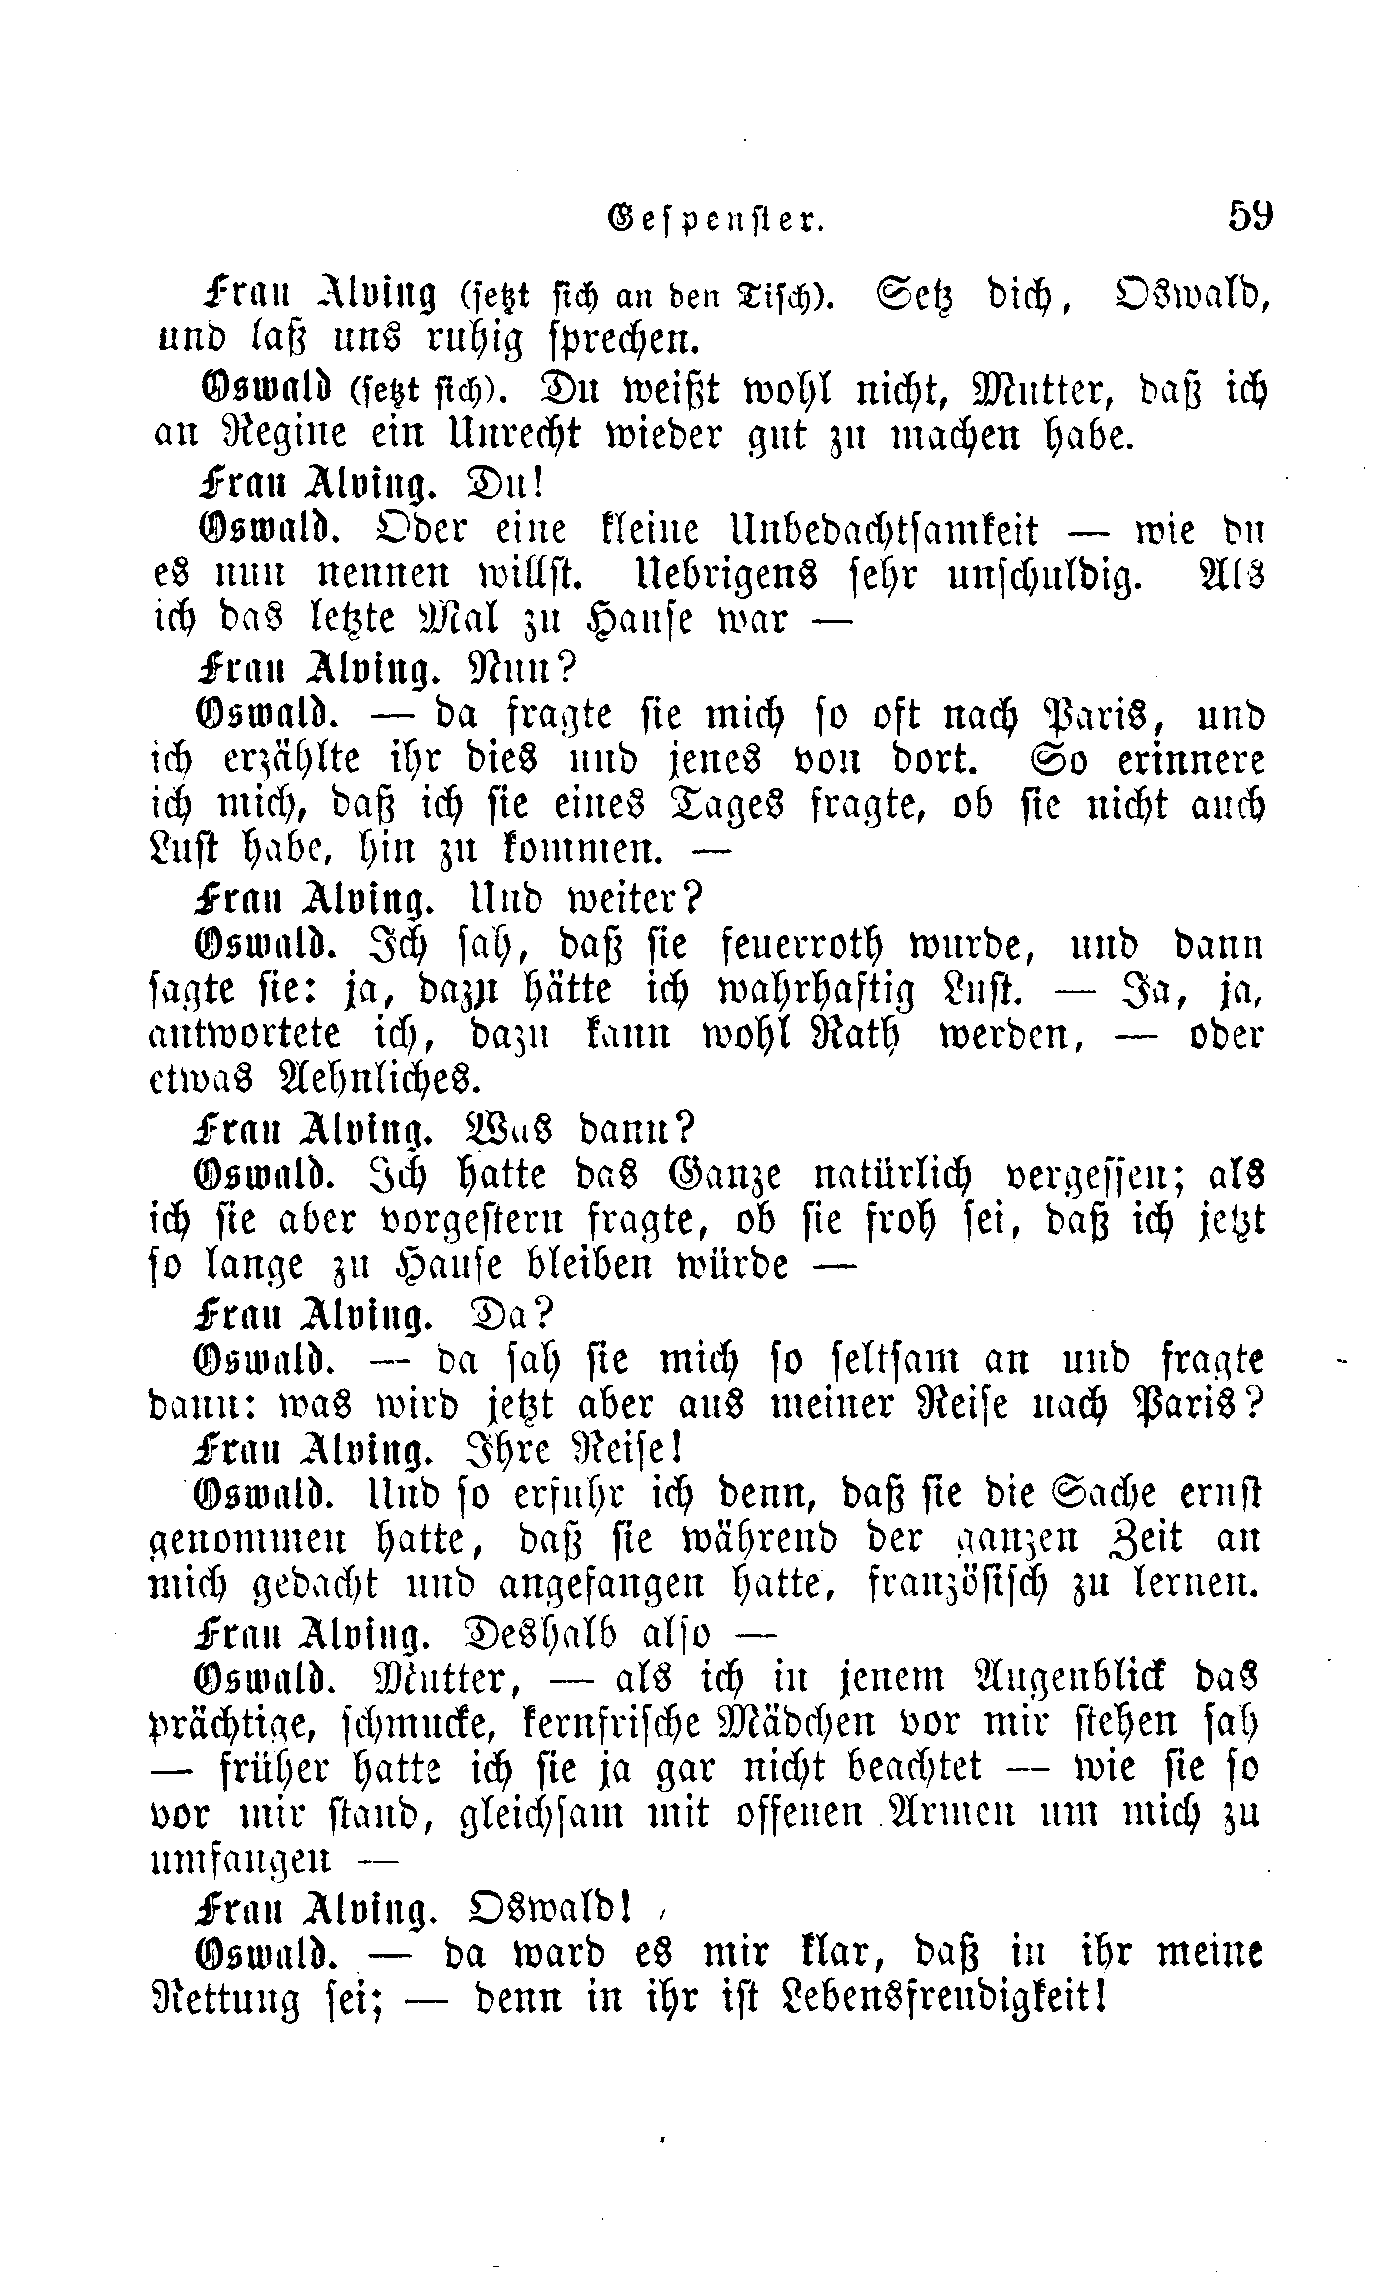 Gespenster. 59
Frau Alving (setzt sich an den Tisch). Setz dich, Oswald,
und laß uns ruhig sprechen.
Oswald (setzt sich). Du weißt wohl nicht, Mutter, daß ich
an Regine ein Unrecht wieder gut zu machen habe.
Frau Alving. Du!
Oswald. Oder eine kleine Unbedachtsamkeit — wie du
es nun nennen willst. Uebrigens sehr unschuldig. Als
ich das letzte Mal zu Hause war —
Frau Alving. Nun?
Oswald. — da fragte sie mich so oft nach Paris, und
ich erzählte ihr dies und jenes von dort. So erinnere
ich mich, daß ich sie eines Tages fragte, ob sie nicht auch
Lust habe, hin zu kommen. —
Frau Alving. Und weiter?
Oswald. Ich sah, daß sie feuerroth wurde, und dann
sagte sie: ja, dazu hätte ich wahrhaftig Lust. — Ja, ja,
antwortete ich, dazu kann wohl Rath werden, — oder
etwas Aehnliches.
Frau Alving. Was dann?
Oswald. Ich hatte das Ganze natürlich vergessen; als
ich sie aber vorgestern fragte, ob sie froh sei, daß ich jetzt
so lange zu Hause bleiben würde —
Frau Alving. Da?
Oswald. — da sah sie mich so seltsam an und fragte
dann: was wird jetzt aber aus meiner Reise nach Paris?
Frau Alving. Ihre Reise!
Oswald. Und so erfuhr ich denn, daß sie die Sache ernst
genommen hatte, daß sie während der ganzen Zeit an
mich gedacht und angefangen hatte, französisch zu lernen.
Frau Alving. Deshalb also —
Oswald. Mutter, — als ich in jenem Augenblick das
prächtige, schmucke, kernfrische Mädchen vor mir stehen sah
— früher hatte ich sie ja gar nicht beachtet — wie sie so
vor mir stand, gleichsam mit offenen Armen um mich zu
umfangen —
Frau Alving. Oswald!
Oswald. — da ward es mir klar, daß in ihr meine
Rettung sei; — denn in ihr ist Lebensfreudigkeit!